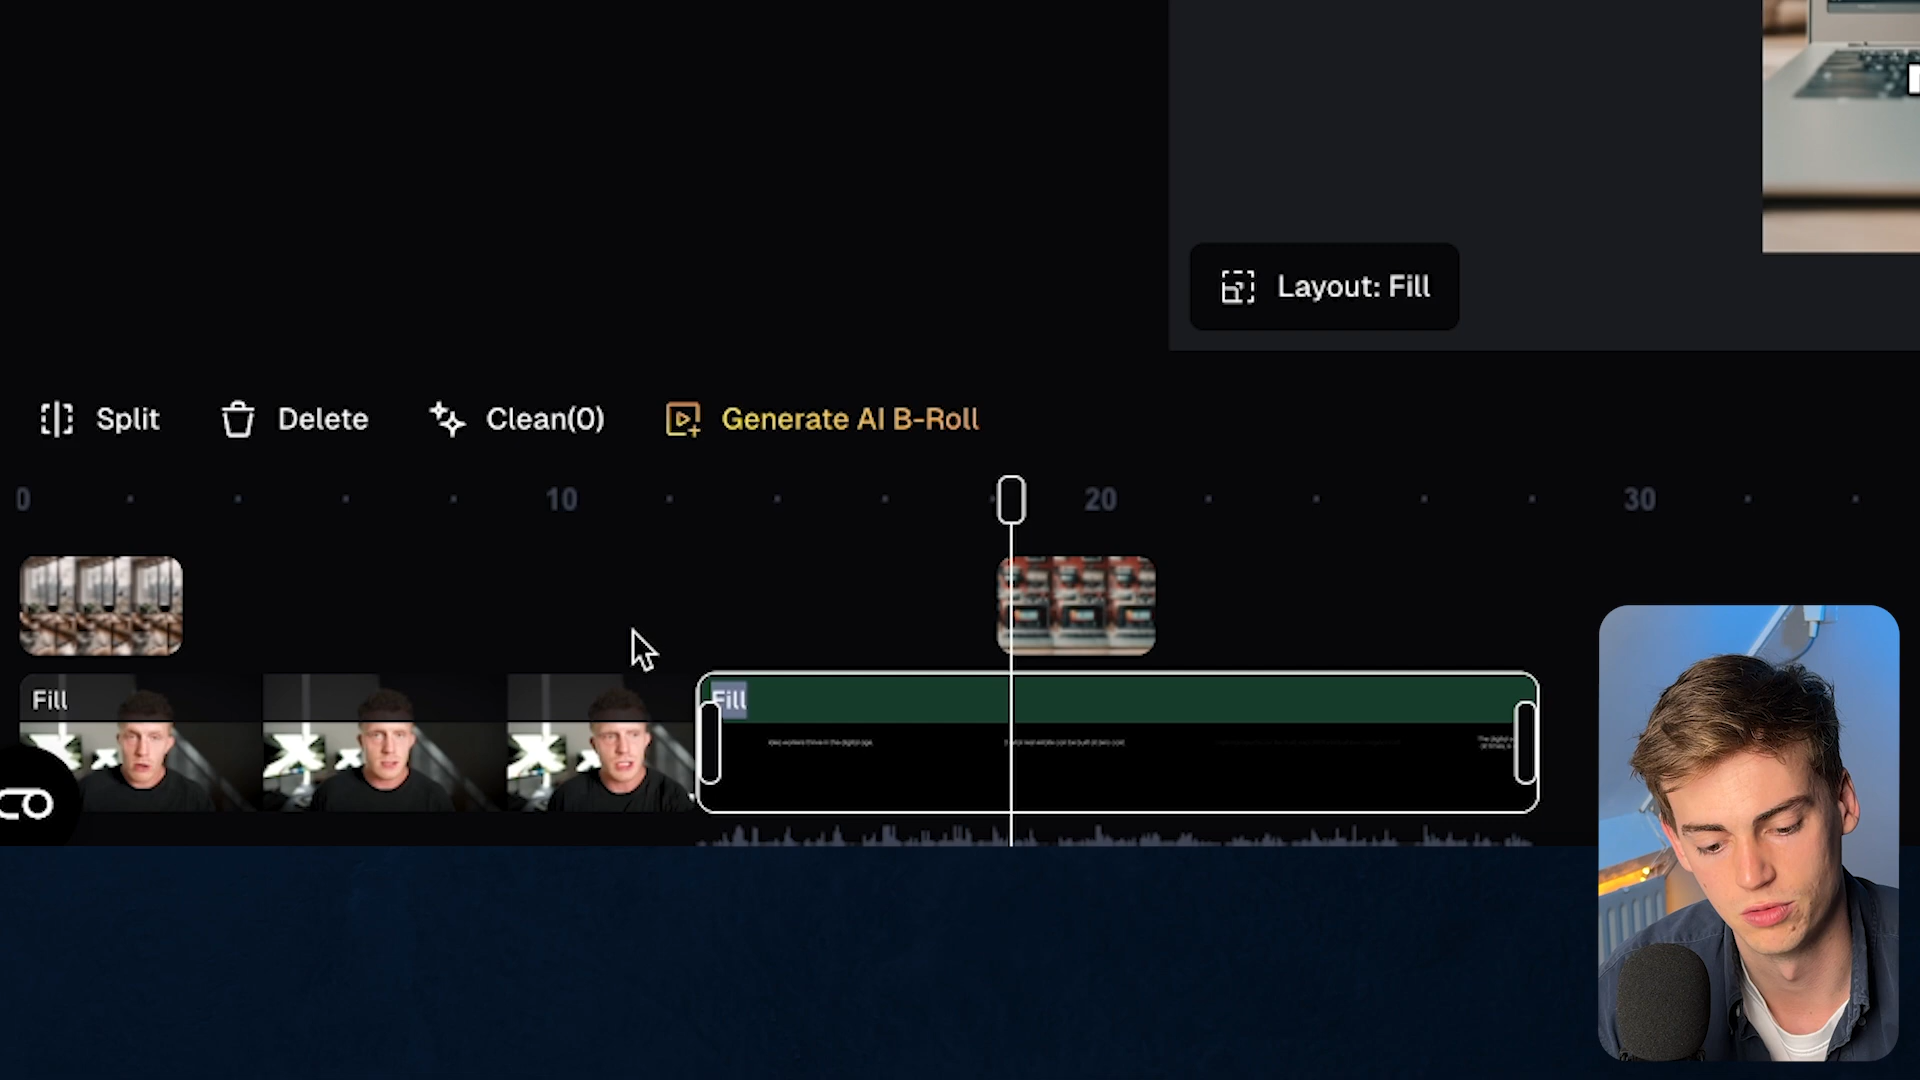 Layout: Fill
Split
Delete
Clean(0)
Generate AI B-Roll
0
10
20
30
Fill
Fill